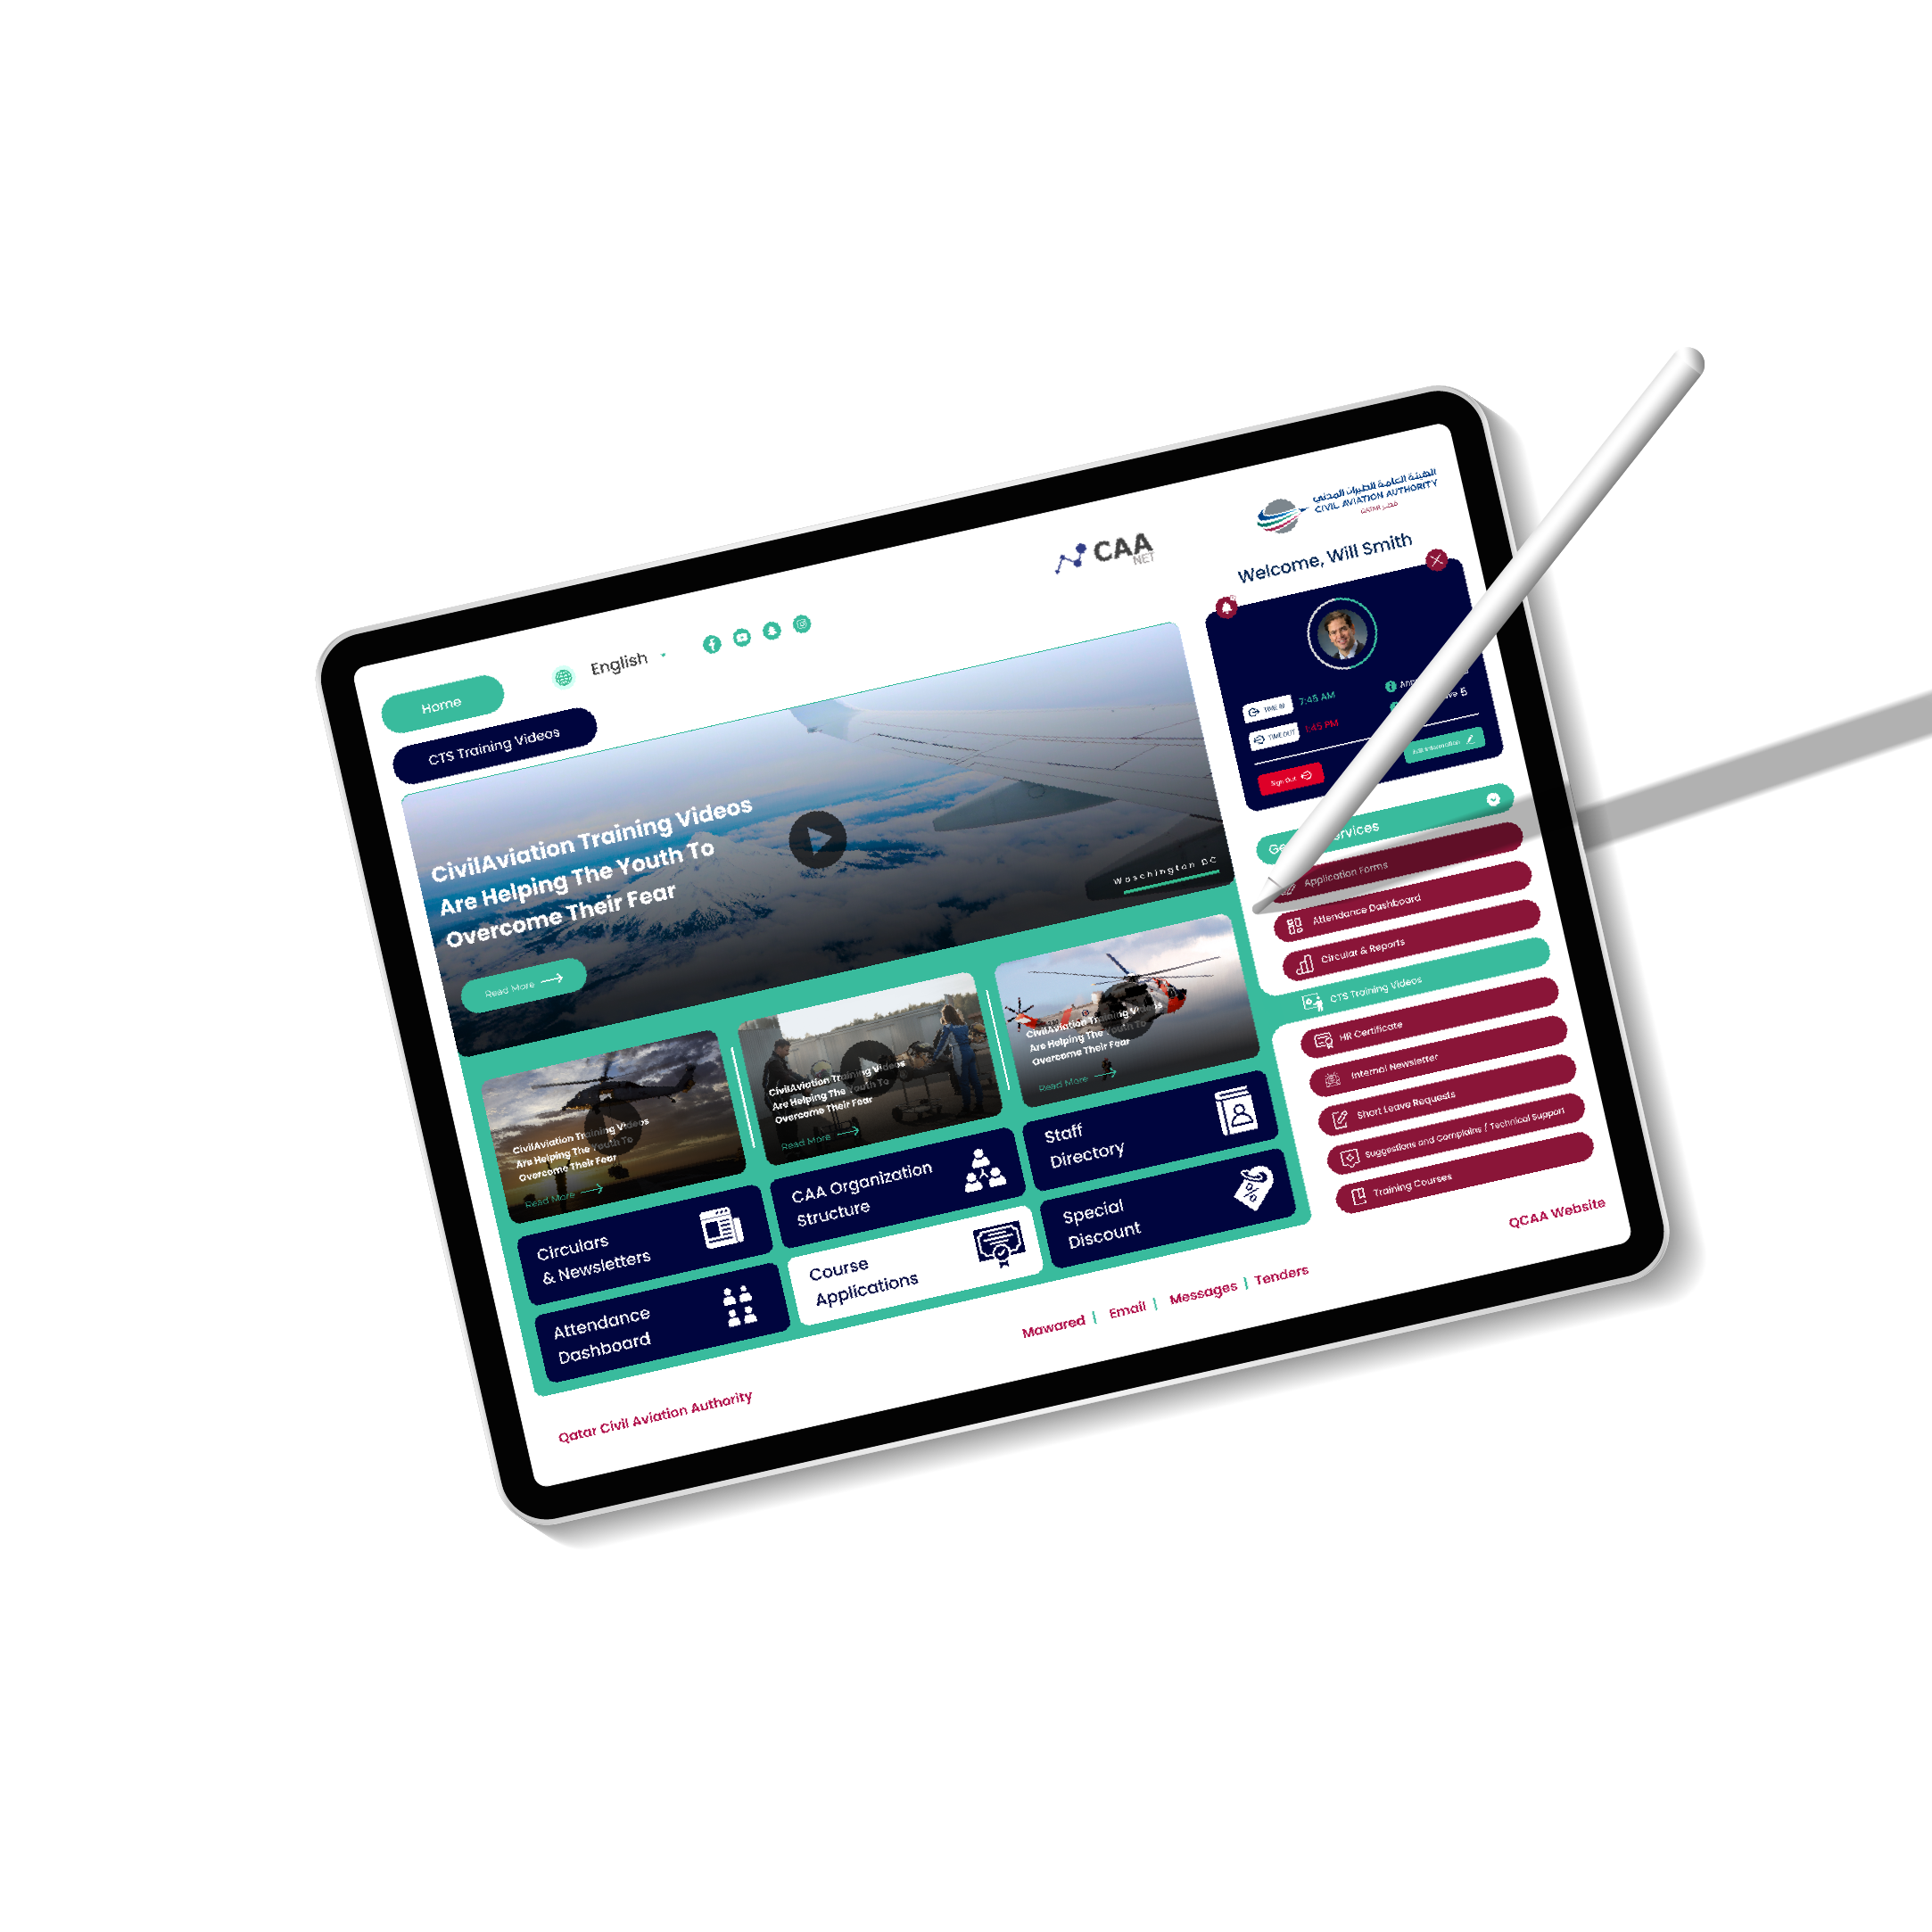 الهيئة العامة للطيران المدني
CIVIL AVIATION AUTHORITY
QATAR قطر
CAA
NET
Welcome, Will Smith
English
Home
CTS Training Videos
TIME IN 7:45 AM
TIME OUT 1:45 PM
5
Sign Out
CivilAviation Training Videos
Are Helping The Youth To
Overcome Their Fear
Read More
Waschington DC
Application Forms
Attendance Dashboard
Circular & Reports
CTS Training Videos
HR Certificate
Internal Newsletter
Short Leave Requests
Suggestions and Complains / Technical Support
Training Courses
CivilAviation Training Videos
Are Helping The Youth To
Overcome Their Fear
Read More
CivilAviation Training Videos
Are Helping The Youth To
Overcome Their Fear
Read More
CivilAviation Training Videos
Are Helping The Youth To
Overcome Their Fear
Read More
Circulars
& Newsletters
CAA Organization
Structure
Staff
Directory
Attendance
Dashboard
Course
Applications
Special
Discount
Qatar Civil Aviation Authority
Mawared | Email | Messages | Tenders
QCAA Website